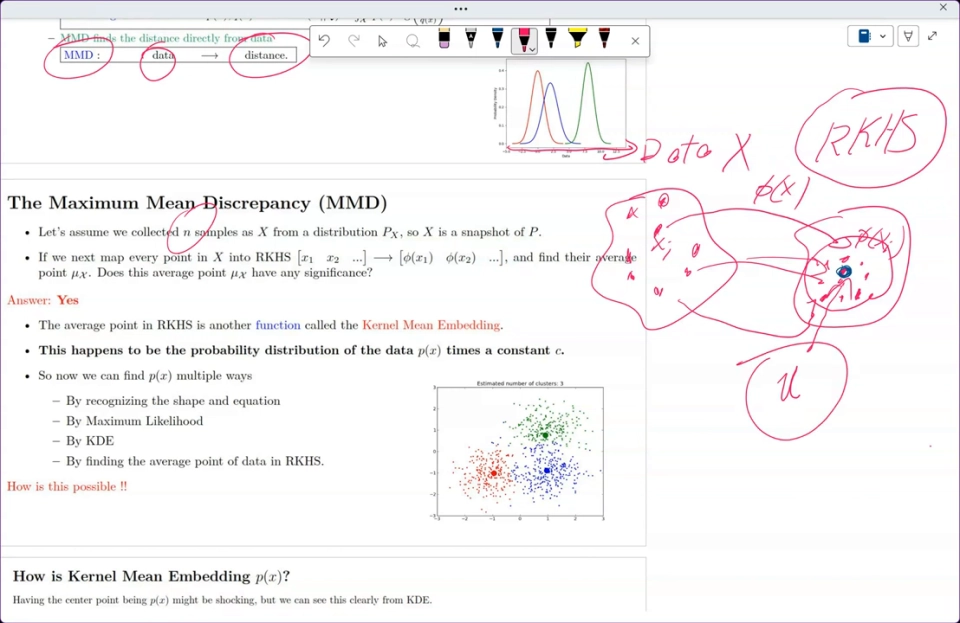 – MMD finds the distance directly from data
MMD : data ⟶ distance.
Data X
RKHS
ϕ(X)
The Maximum Mean Discrepancy (MMD)
• Let's assume we collected n samples as X from a distribution P_X, so X is a snapshot of P.
• If we next map every point in X into RKHS [x₁ x₂ ...] ⟶ [ϕ(x₁) ϕ(x₂) ...], and find their average
point μ_X. Does this average point μ_X have any significance?
Xi
ϕ(Xi)
Answer: Yes
• The average point in RKHS is another function called the Kernel Mean Embedding.
• This happens to be the probability distribution of the data p(x) times a constant c.
• So now we can find p(x) multiple ways
– By recognizing the shape and equation
– By Maximum Likelihood
– By KDE
– By finding the average point of data in RKHS.
How is this possible !!
u
Estimated number of clusters: 3
How is Kernel Mean Embedding p(x)?
Having the center point being p(x) might be shocking, but we can see this clearly from KDE.